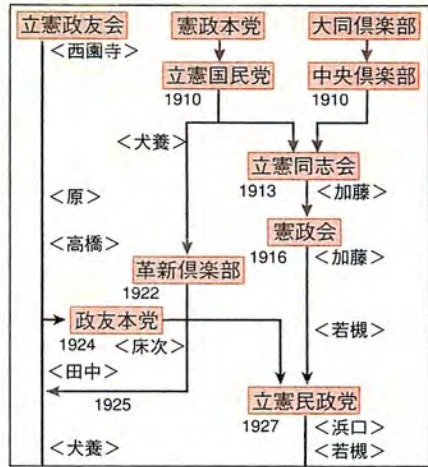 立憲政友会 憲政本党 大同倶楽部
<西園寺>
立憲国民党 中央倶楽部
1910 1910
<犬養>
立憲同志会
1913 <加藤>
<原>
憲政会
1916 <加藤>
<高橋>
革新倶楽部
1922
政友本党 <若槻>
1924 <床次>
<田中>
1925
立憲民政党
1927 <浜口>
<犬養> <若槻>